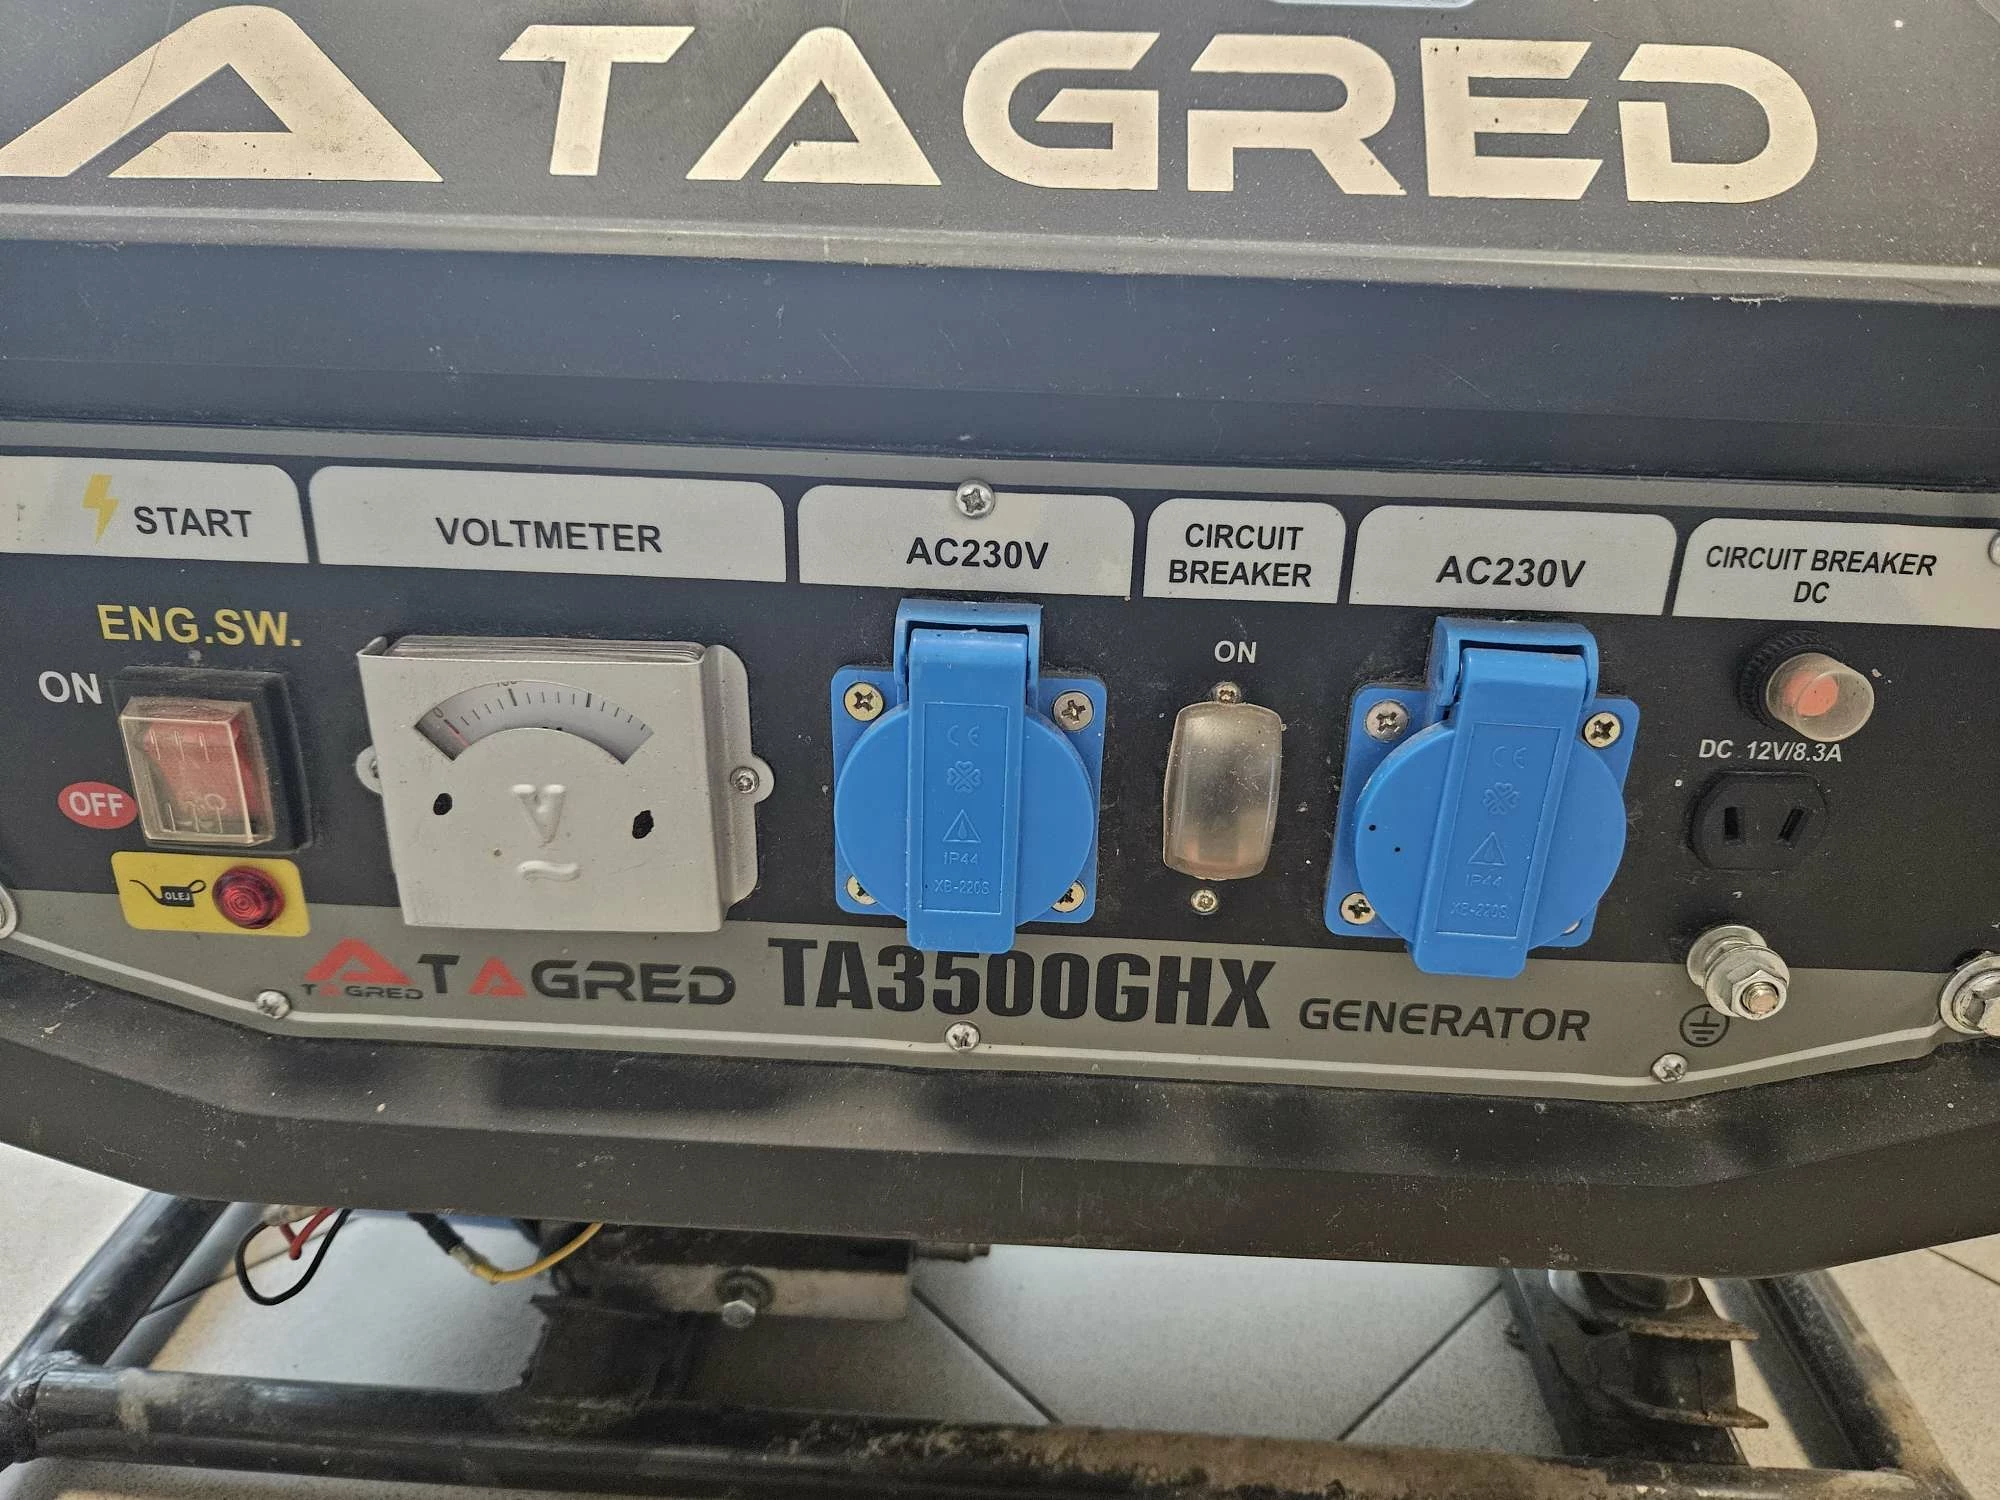 TAGRED
START
VOLTMETER
AC230V
CIRCUIT
BREAKER
AC230V
CIRCUIT BREAKER
DC
ENG.SW.
ON
OFF
OLEJ
0
V
CE
IP44
XB-220S
ON
CE
IP44
XB-220S
DC 12V/8.3A
TAGRED
TAGRED
TA3500GHX
GENERATOR